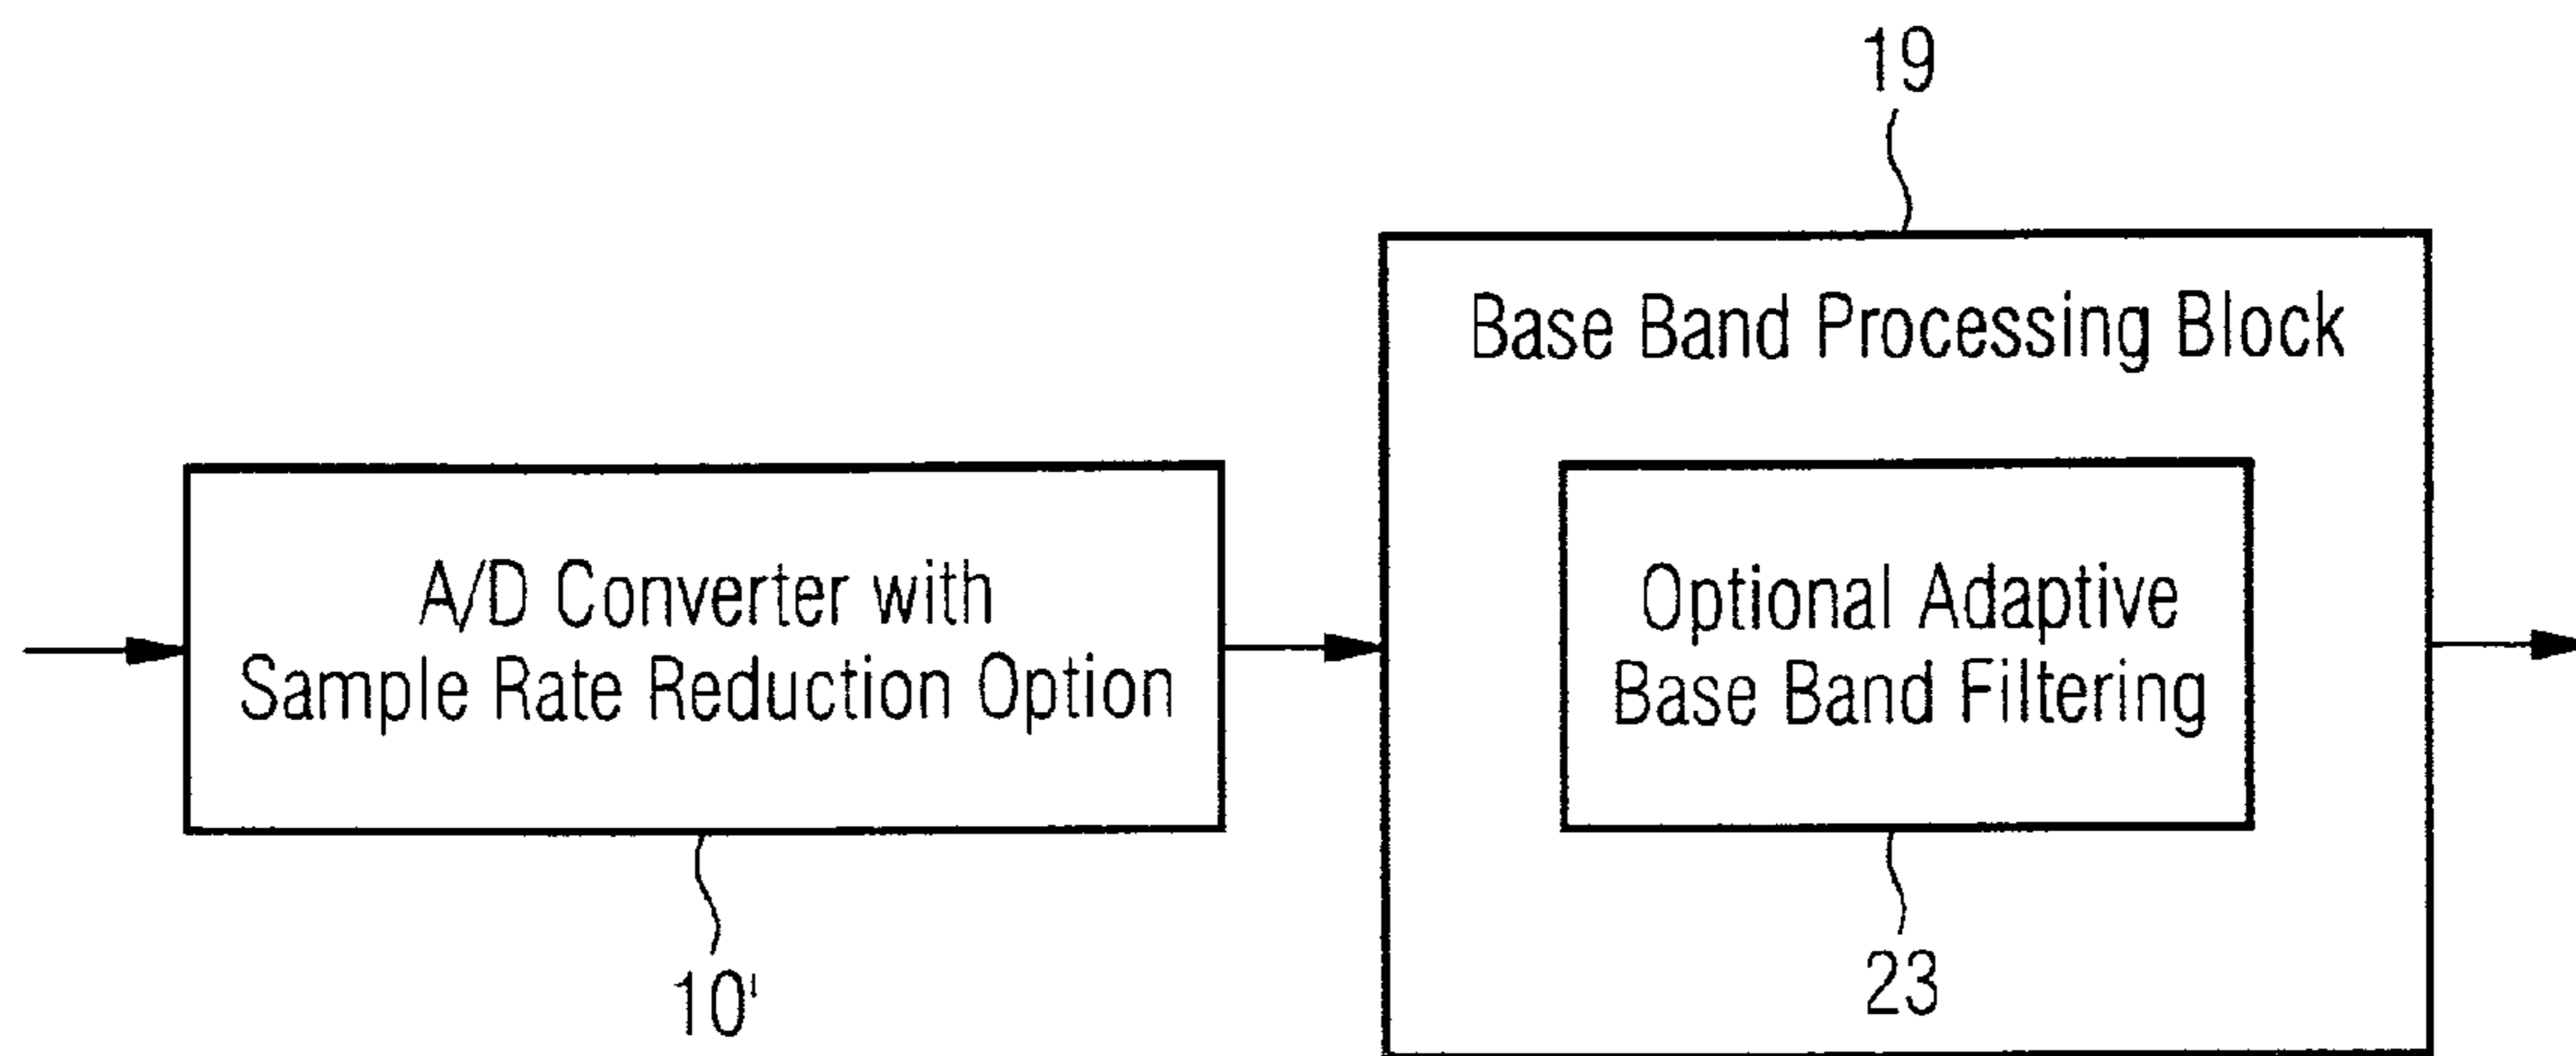 19
Base Band Processing Block
A/D Converter with
Sample Rate Reduction Option
Optional Adaptive
Base Band Filtering
10'
23